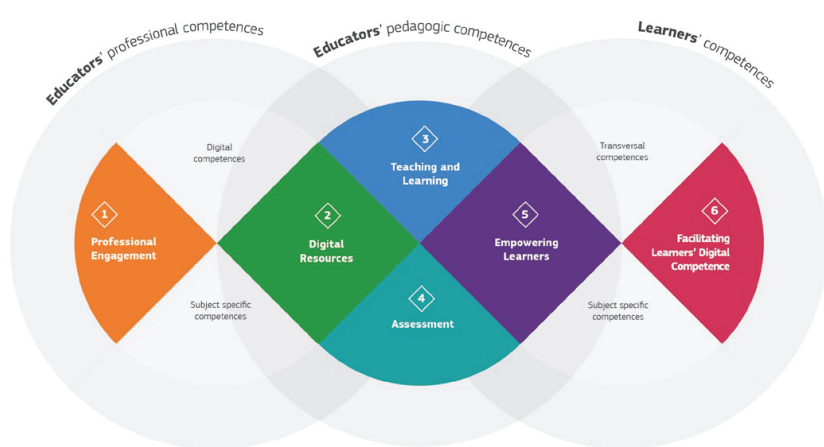 Educators' professional competences
Educators' pedagogic competences
Learners' competences
Digital
competences
Transversal
competences
1
Professional
Engagement
2
Digital
Resources
3
Teaching and
Learning
4
Assessment
5
Empowering
Learners
6
Facilitating
Learners' Digital
Competence
Subject specific
competences
Subject specific
competences